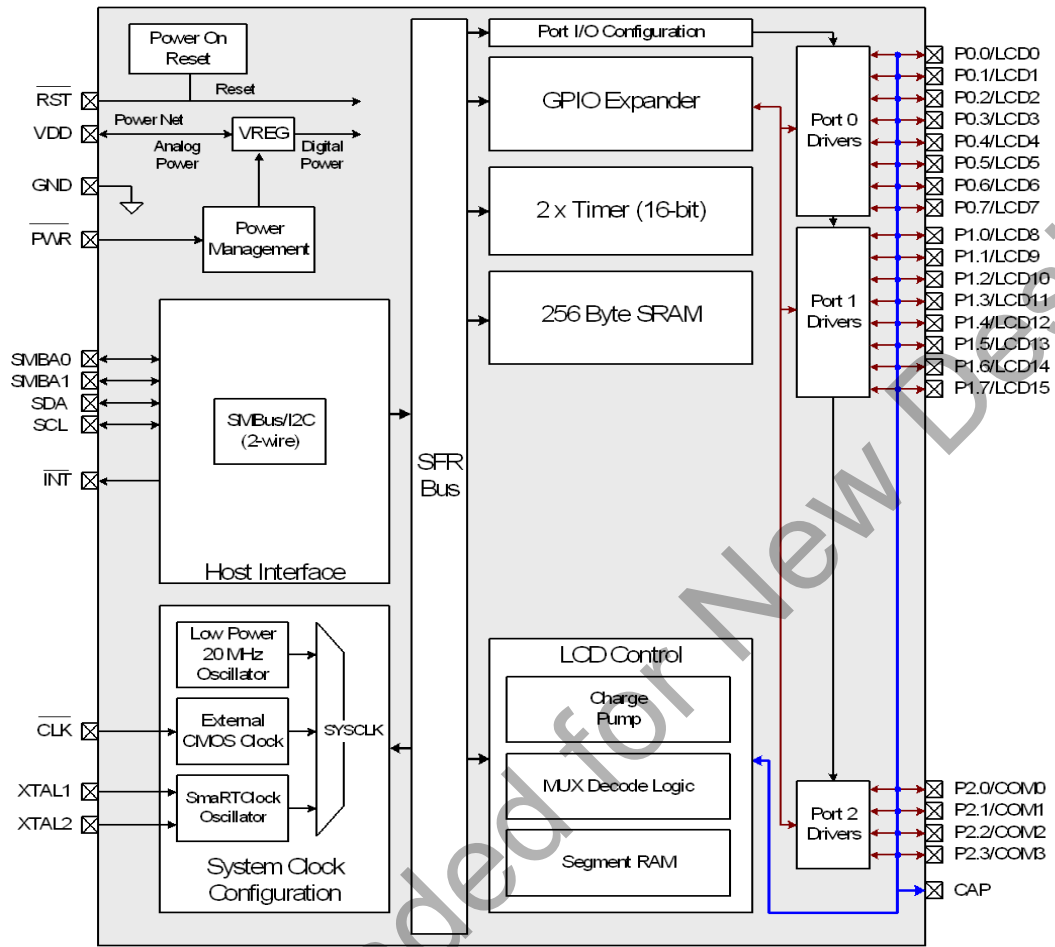 Power On
Reset
RST
Reset
VDD
Power Net
Analog
Power
VREG
Digital
Power
GND
PWR
Power
Management
SMBA0
SMBA1
SDA
SCL
INT
SMBus/I2C
(2-wire)
Host Interface
Low Power
20 MHz
Oscillator
CLK
External
CMOS Clock
SYSCLK
XTAL1
XTAL2
SmaRTClock
Oscillator
System Clock
Configuration
SFR
Bus
Port I/O Configuration
GPIO Expander
2 x Timer (16-bit)
256 Byte SRAM
LCD Control
Charge
Pump
MUX Decode Logic
Segment RAM
Port 0
Drivers
Port 1
Drivers
Port 2
Drivers
P0.0/LCD0
P0.1/LCD1
P0.2/LCD2
P0.3/LCD3
P0.4/LCD4
P0.5/LCD5
P0.6/LCD6
P0.7/LCD7
P1.0/LCD8
P1.1/LCD9
P1.2/LCD10
P1.3/LCD11
P1.4/LCD12
P1.5/LCD13
P1.6/LCD14
P1.7/LCD15
P2.0/COM0
P2.1/COM1
P2.2/COM2
P2.3/COM3
CAP
ded for New Desi